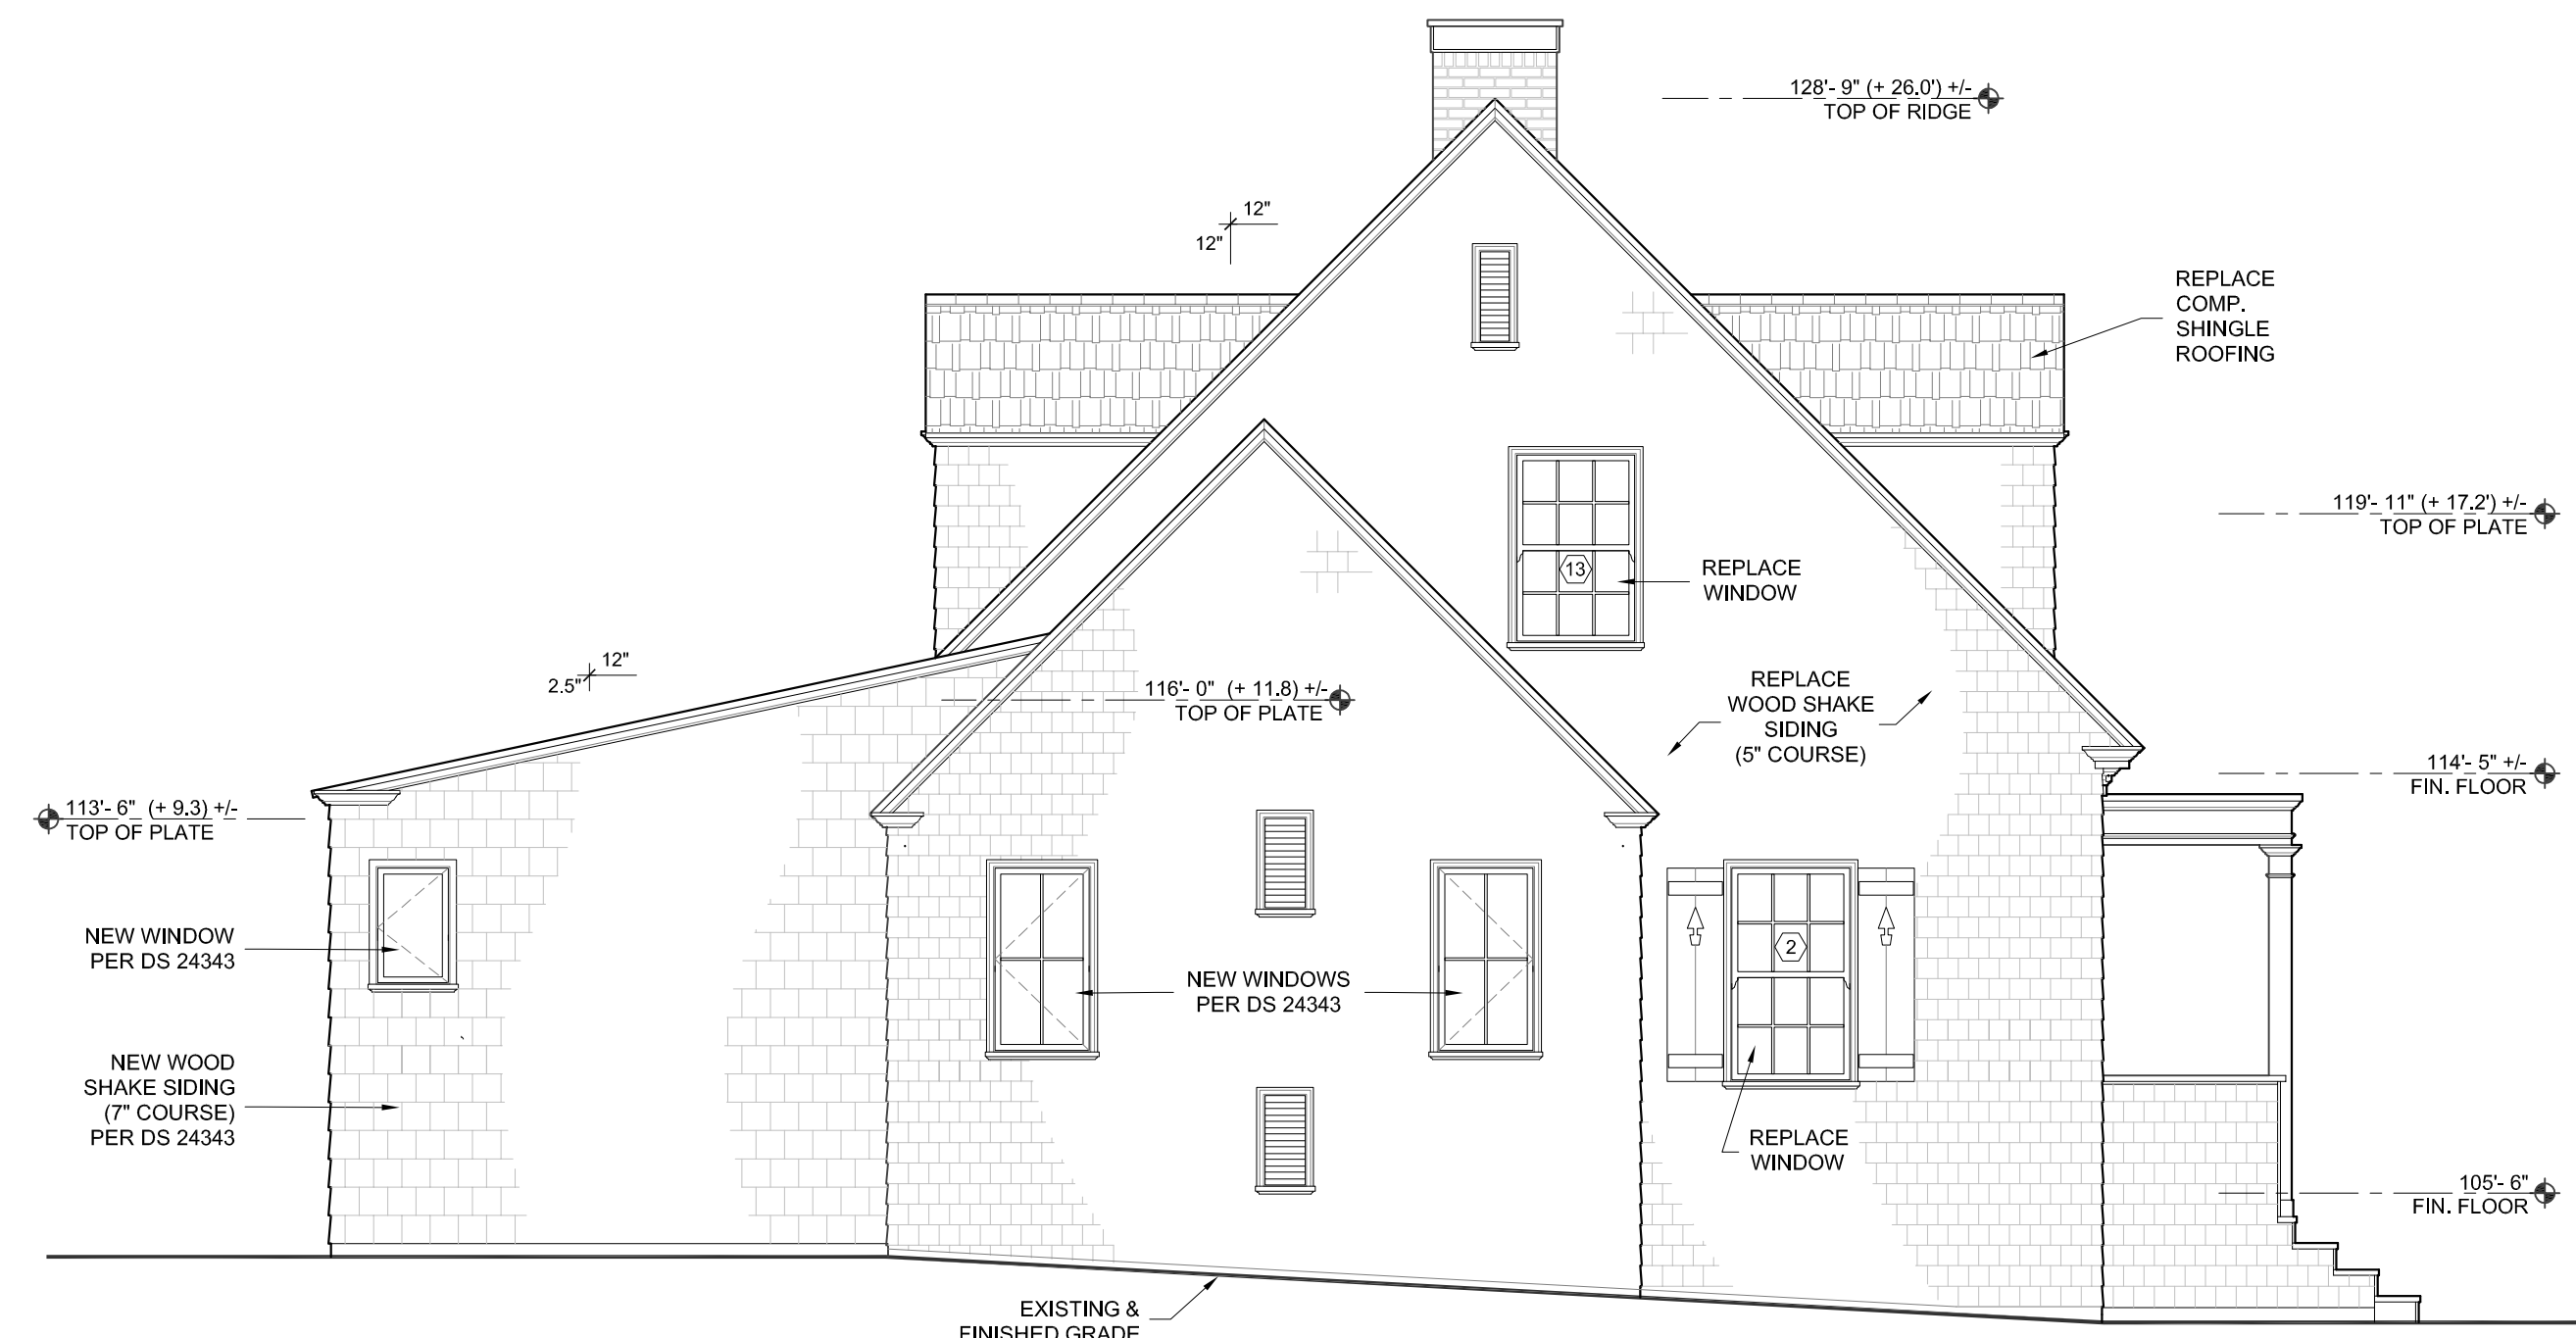 128'- 9" (+ 26.0') +/-
TOP OF RIDGE
12"
12"
REPLACE
COMP.
SHINGLE
ROOFING
119'- 11" (+ 17.2') +/-
TOP OF PLATE
13
REPLACE
WINDOW
12"
2.5"
116'- 0" (+ 11.8) +/-
TOP OF PLATE
REPLACE
WOOD SHAKE
SIDING
(5" COURSE)
114'- 5" +/-
FIN. FLOOR
113'- 6" (+ 9.3) +/-
TOP OF PLATE
NEW WINDOW
PER DS 24343
2
NEW WINDOWS
PER DS 24343
NEW WOOD
SHAKE SIDING
(7" COURSE)
PER DS 24343
REPLACE
WINDOW
105'- 6"
FIN. FLOOR
EXISTING &
FINISHED GRADE